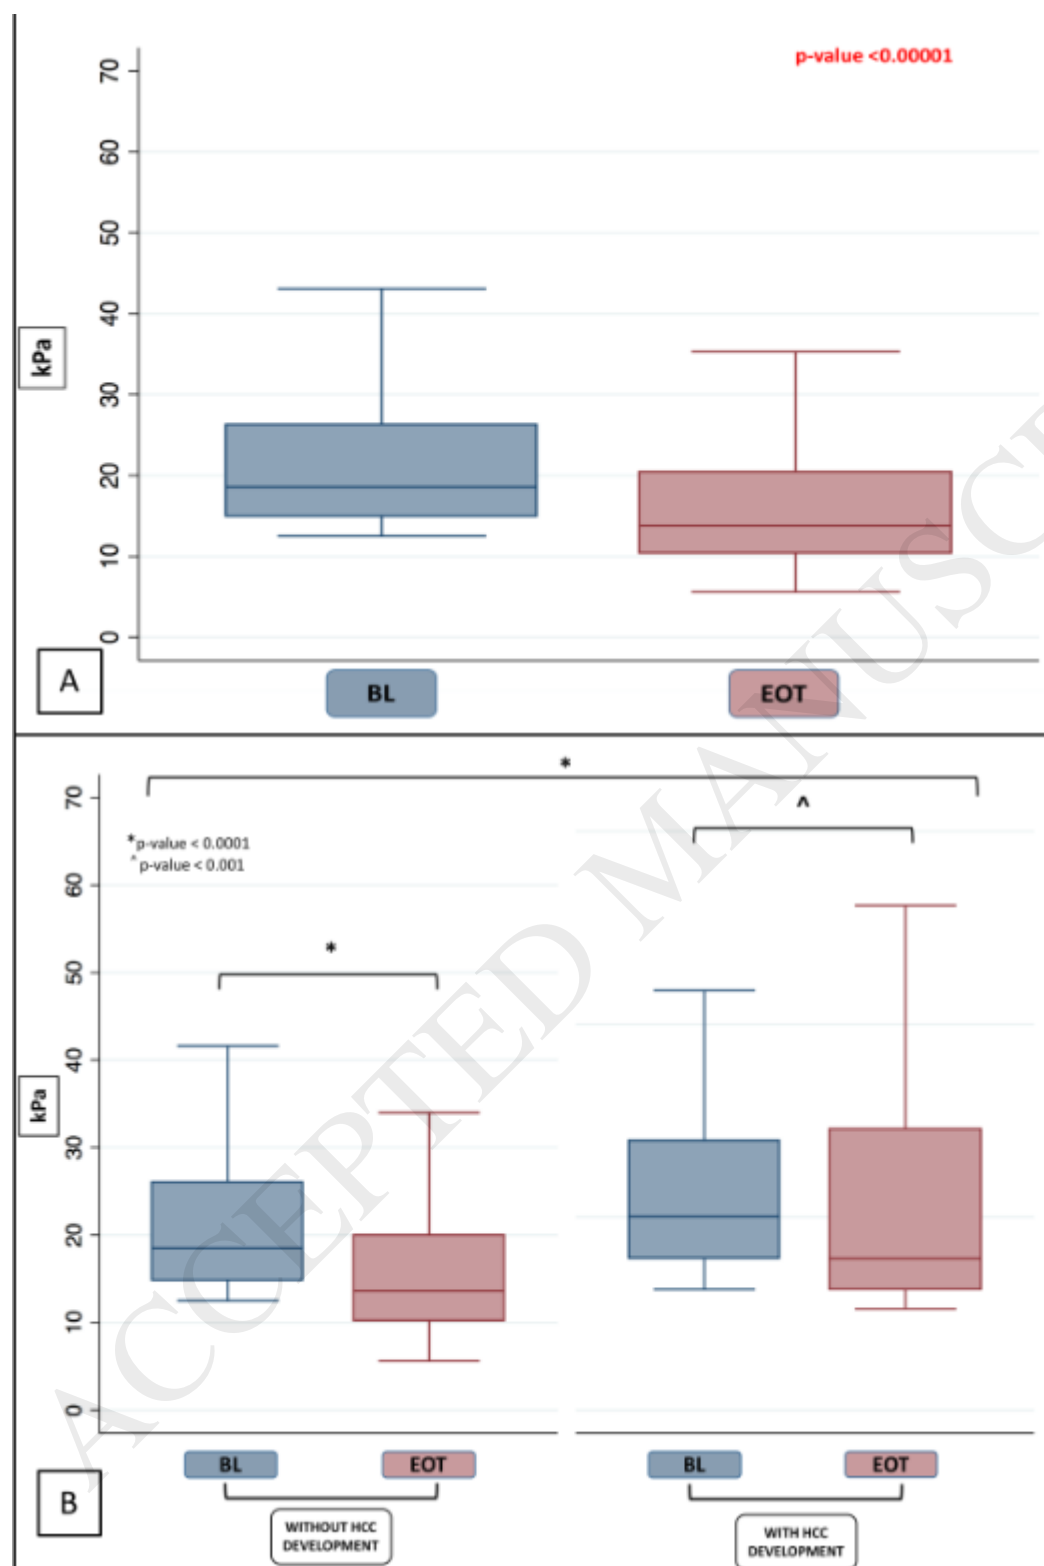 p-value <0.00001
70
60
50
40
30
20
10
0
kPa
BL
EOT
A
*
^
70
60
50
40
30
20
10
0
* p-value < 0.0001
^ p-value < 0.001
*
kPa
BL
EOT
BL
EOT
WITHOUT HCC
DEVELOPMENT
WITH HCC
DEVELOPMENT
B
ACCEPTED MANUSCRI